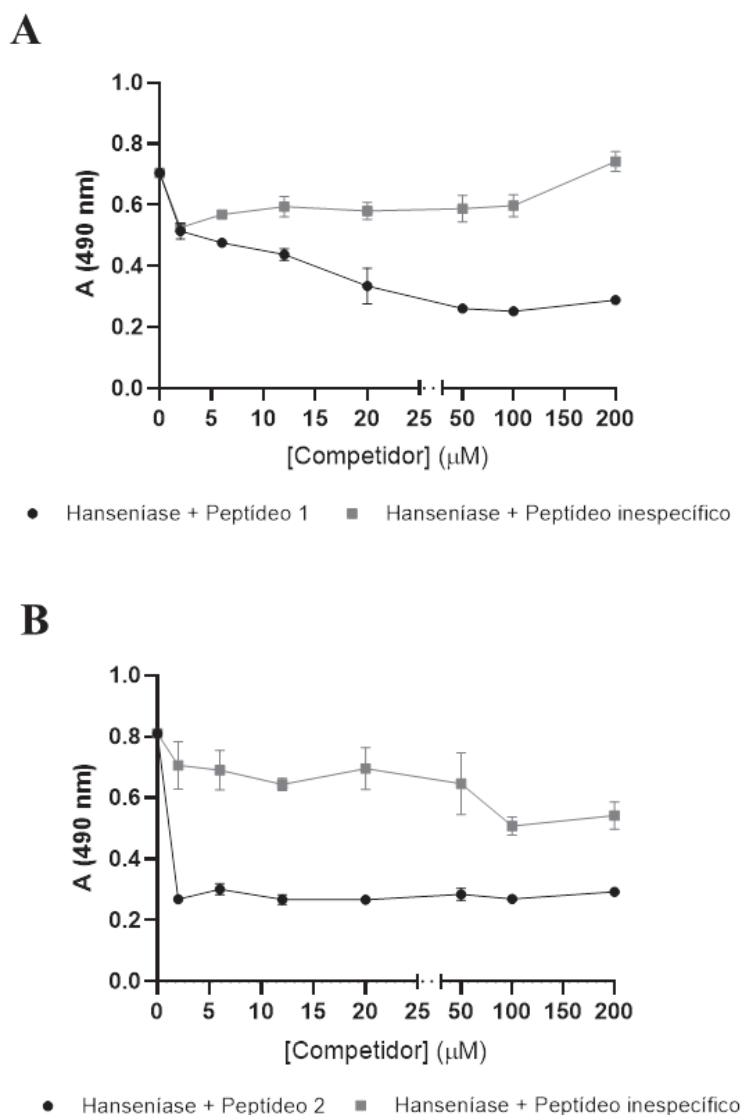 A
1.0
0.8
0.6
0.4
0.2
0.0
A (490 nm)
0 5 10 15 20 25 50 100 150 200
[Competidor] (μM)
Hanseníase + Peptídeo 1 Hanseníase + Peptídeo inespecífico
B
1.0
0.8
0.6
0.4
0.2
0.0
A (490 nm)
0 5 10 15 20 25 50 100 150 200
[Competidor] (μM)
Hanseníase + Peptídeo 2 Hanseníase + Peptídeo inespecífico